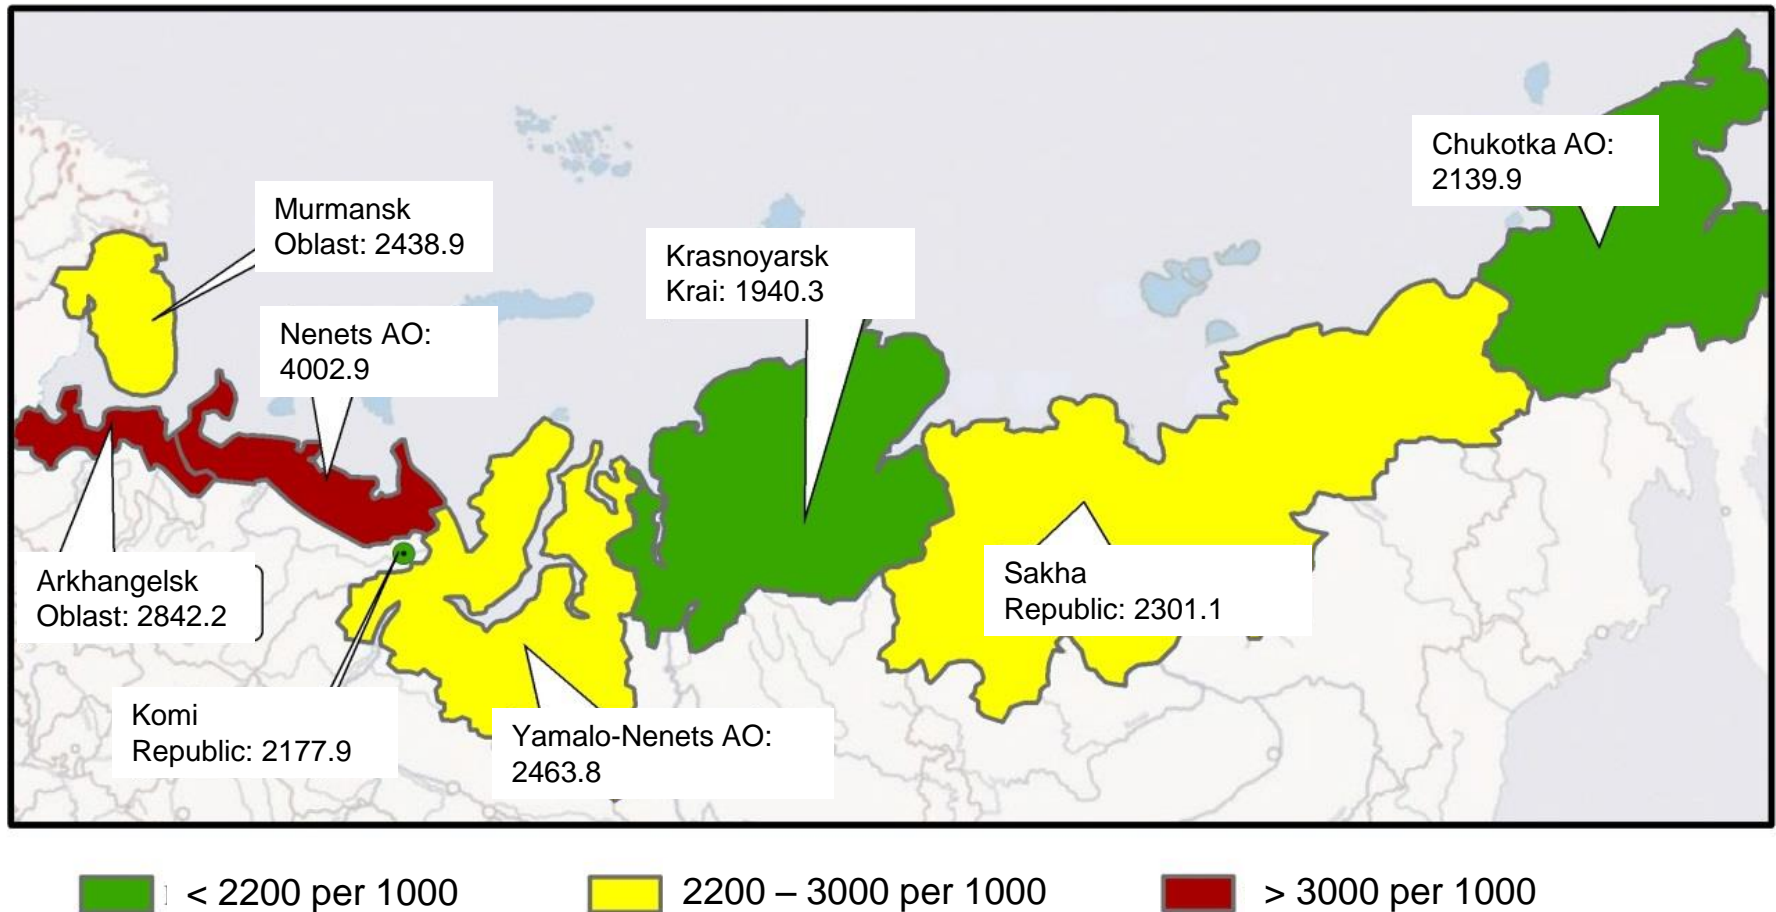 Chukotka AO:
2139.9
Murmansk
Oblast: 2438.9
Krasnoyarsk
Krai: 1940.3
Nenets AO:
4002.9
Arkhangelsk
Oblast: 2842.2
Sakha
Republic: 2301.1
Komi
Republic: 2177.9
Yamalo-Nenets AO:
2463.8
< 2200 per 1000
2200 – 3000 per 1000
> 3000 per 1000